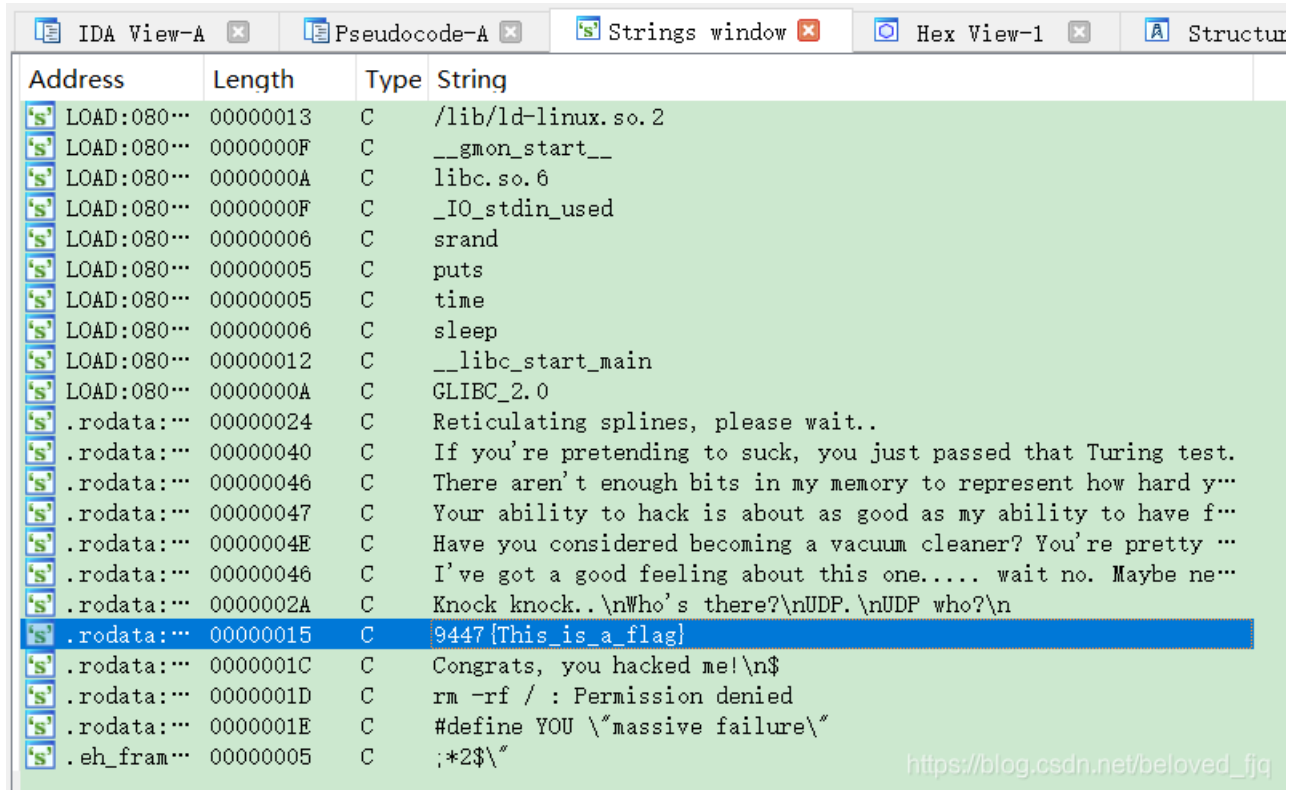 IDA View-A Pseudocode-A Strings window Hex View-1 Structur
Address Length Type String
LOAD:080… 00000013 C /lib/ld-linux.so.2
LOAD:080… 0000000F C __gmon_start__
LOAD:080… 0000000A C libc.so.6
LOAD:080… 0000000F C _IO_stdin_used
LOAD:080… 00000006 C srand
LOAD:080… 00000005 C puts
LOAD:080… 00000005 C time
LOAD:080… 00000006 C sleep
LOAD:080… 00000012 C __libc_start_main
LOAD:080… 0000000A C GLIBC_2.0
.rodata:… 00000024 C Reticulating splines, please wait..
.rodata:… 00000040 C If you're pretending to suck, you just passed that Turing test.
.rodata:… 00000046 C There aren't enough bits in my memory to represent how hard y…
.rodata:… 00000047 C Your ability to hack is about as good as my ability to have f…
.rodata:… 0000004E C Have you considered becoming a vacuum cleaner? You're pretty …
.rodata:… 00000046 C I've got a good feeling about this one..... wait no. Maybe ne…
.rodata:… 0000002A C Knock knock..\nWho's there?\nUDP.\nUDP who?\n
.rodata:… 00000015 C 9447{This_is_a_flag}
.rodata:… 0000001C C Congrats, you hacked me!\n$
.rodata:… 0000001D C rm -rf / : Permission denied
.rodata:… 0000001E C #define YOU \"massive failure\"
.eh_fram… 00000005 C ;*2$\"
https://blog.csdn.net/beloved_fjq